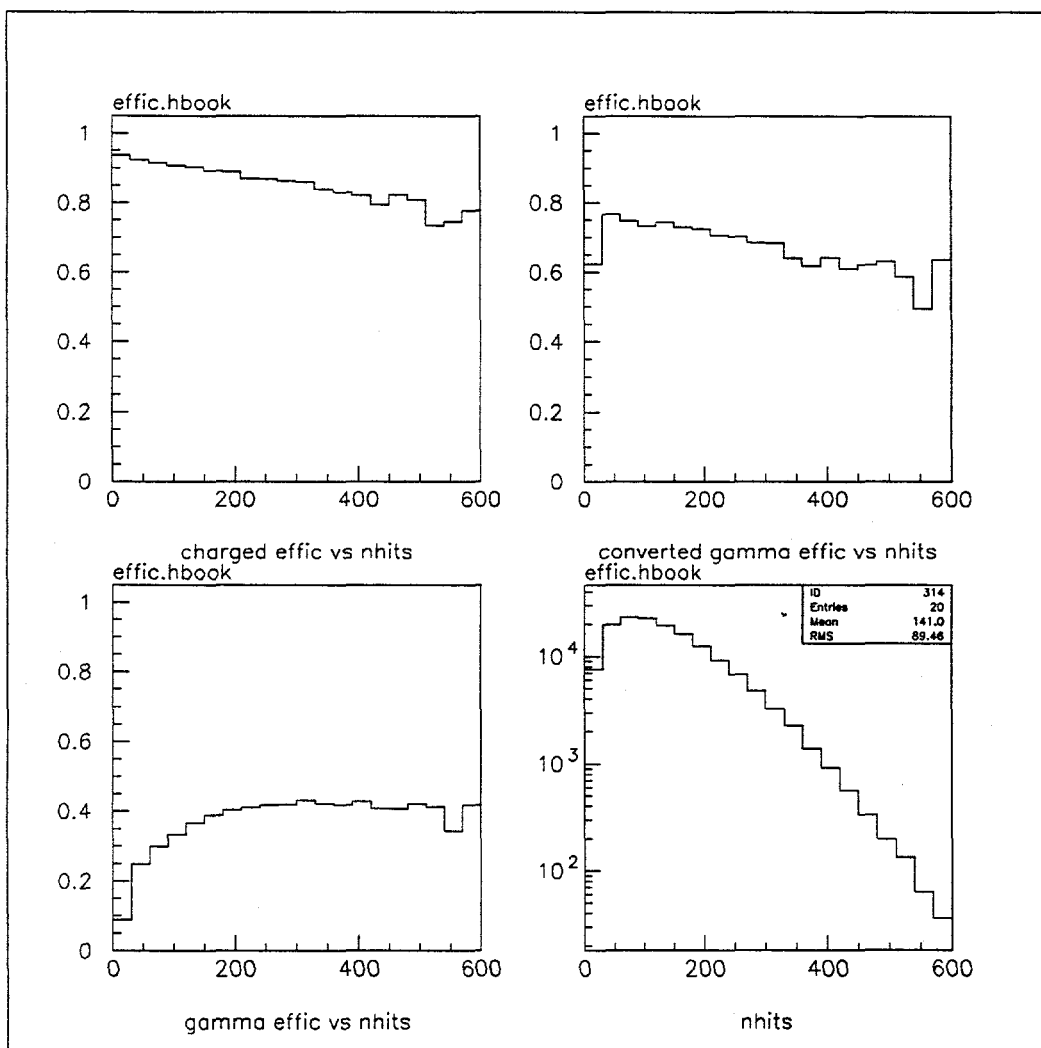 effic.hbook
1
0.8
0.6
0.4
0.2
0
0 200 400 600
charged effic vs nhits
effic.hbook
1
0.8
0.6
0.4
0.2
0
0 200 400 600
converted gamma effic vs nhits
effic.hbook
1
0.8
0.6
0.4
0.2
0
0 200 400 600
gamma effic vs nhits
effic.hbook
ID 314
Entries 20
Mean 141.0
RMS 89.46
10^4
10^3
10^2
0 200 400 600
nhits